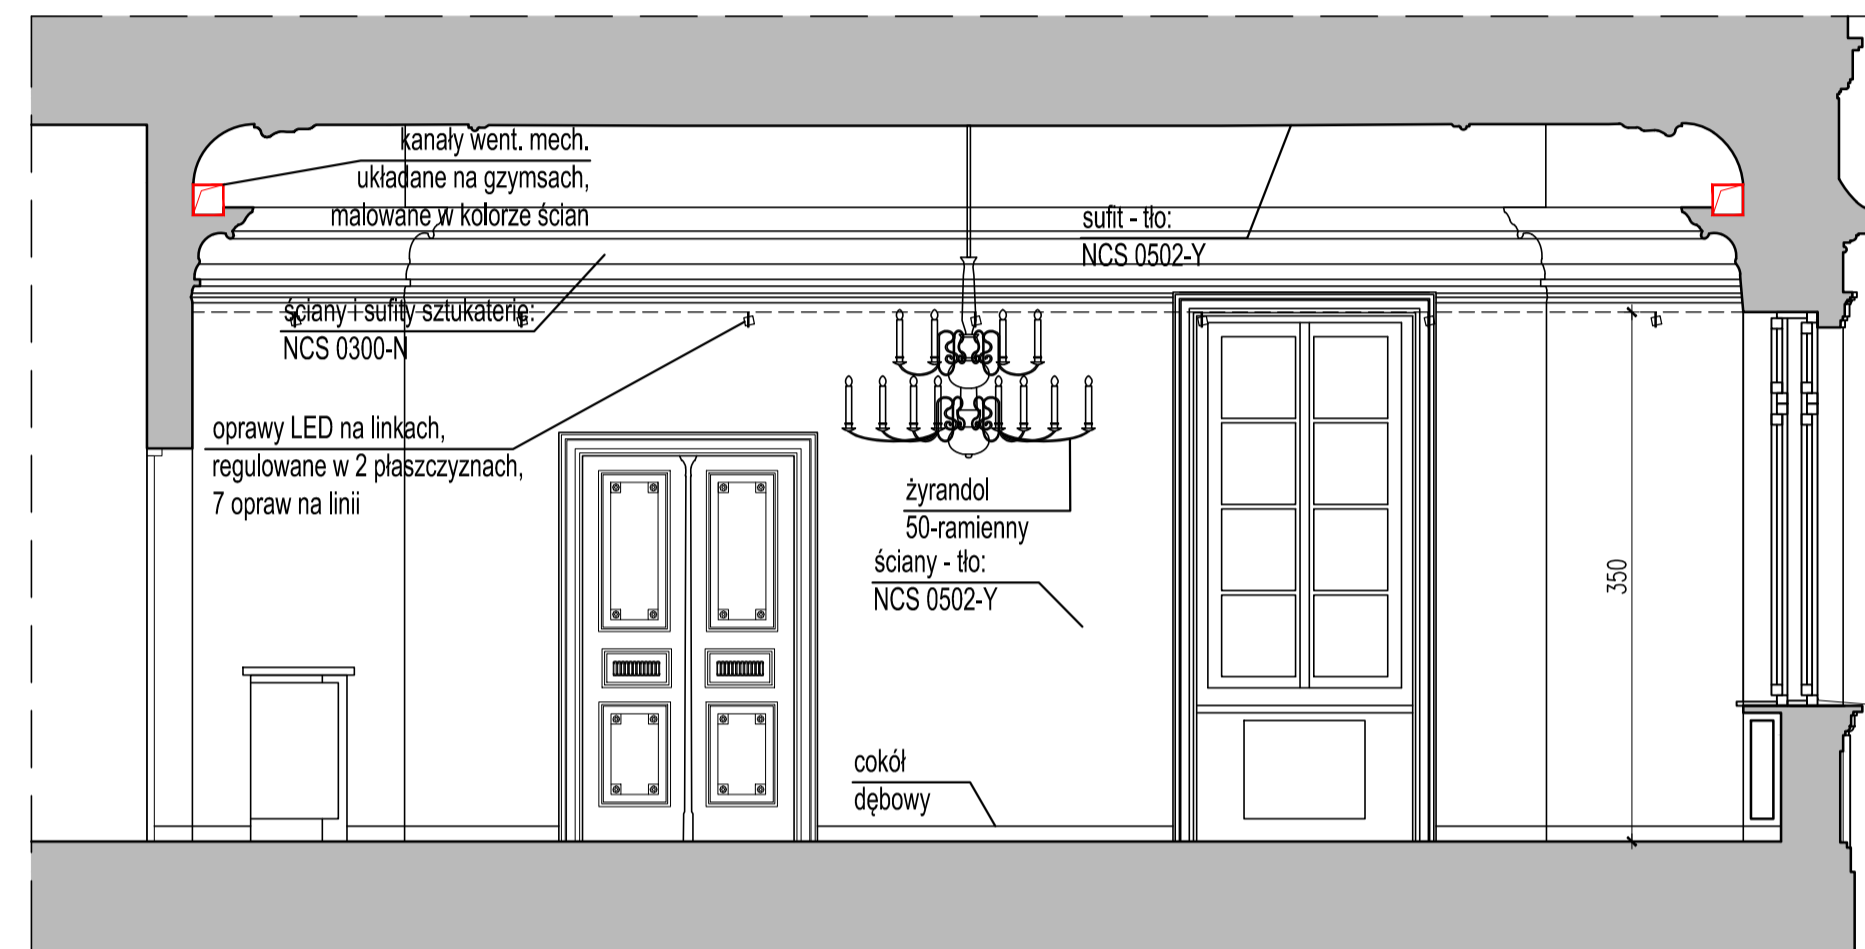 kanały went. mech.
układane na gzymsach,
malowane w kolorze ścian
sufit - tło:
NCS 0502-Y
ściany i sufity sztukaterie:
NCS 0300-N
oprawy LED na linkach,
regulowane w 2 płaszczyznach,
7 opraw na linii
żyrandol
50-ramienny
ściany - tło:
NCS 0502-Y
350
cokół
dębowy